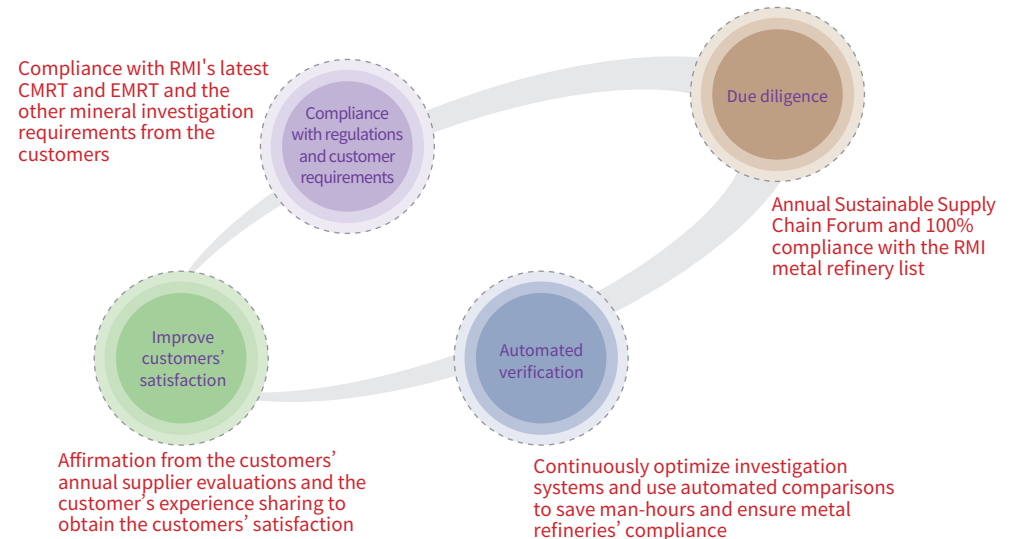 Compliance with RMI's latest
CMRT and EMRT and the
other mineral investigation
requirements from the
customers
Compliance
with regulations
and customer
requirements
Due diligence
Annual Sustainable Supply
Chain Forum and 100%
compliance with the RMI
metal refinery list
Improve
customers’
satisfaction
Affirmation from the customers’
annual supplier evaluations and the
customer’s experience sharing to
obtain the customers’ satisfaction
Automated
verification
Continuously optimize investigation
systems and use automated comparisons
to save man-hours and ensure metal
refineries’ compliance